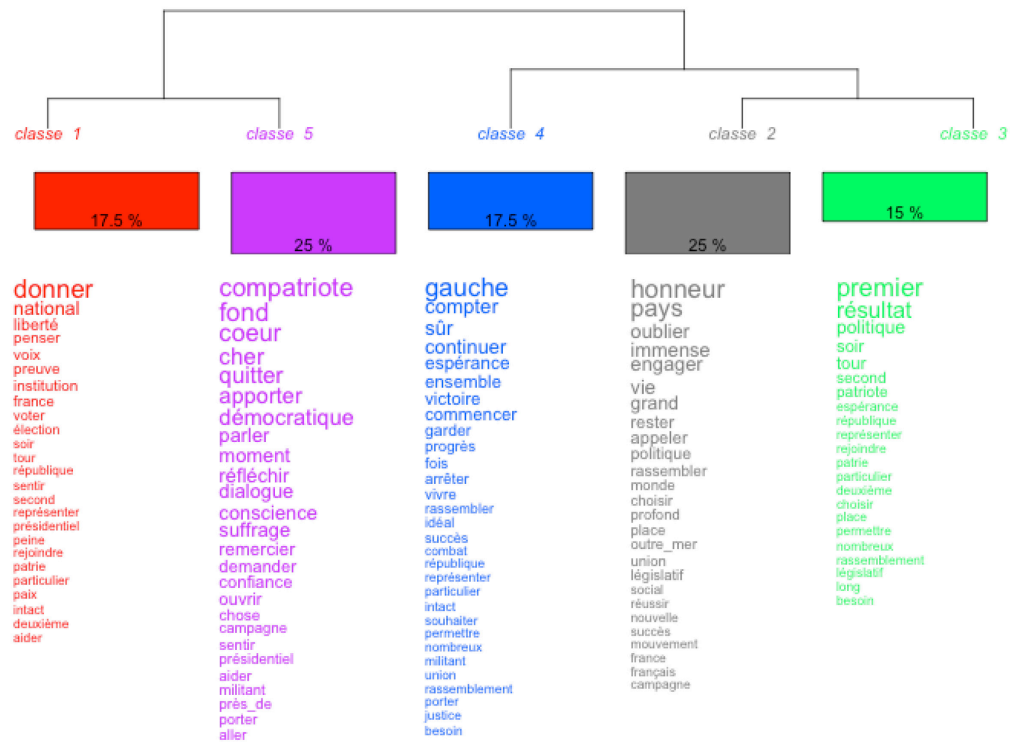 classe 1
classe 5
classe 4
classe 2
classe 3
17.5 %
25 %
17.5 %
25 %
15 %
donner
national
liberté
penser
voix
preuve
institution
france
voter
élection
soir
tour
république
sentir
second
représenter
présidentiel
peine
rejoindre
patrie
particulier
paix
intact
deuxième
aider
compatriote
fond
coeur
cher
quitter
apporter
démocratique
parler
moment
réfléchir
dialogue
conscience
suffrage
remercier
demander
confiance
ouvrir
chose
campagne
sentir
présidentiel
aider
militant
près_de
porter
aller
gauche
compter
sûr
continuer
espérance
ensemble
victoire
commencer
garder
progrès
fois
arrêter
vivre
rassembler
idéal
succès
combat
république
représenter
particulier
intact
souhaiter
permettre
nombreux
militant
union
rassemblement
porter
justice
besoin
honneur
pays
oublier
immense
engager
vie
grand
rester
appeler
politique
rassembler
monde
choisir
profond
place
outre_mer
union
législatif
social
réussir
nouvelle
succès
mouvement
france
français
campagne
premier
résultat
politique
soir
tour
second
patriote
espérance
république
représenter
rejoindre
patrie
particulier
deuxième
choisir
place
permettre
nombreux
rassemblement
législatif
long
besoin